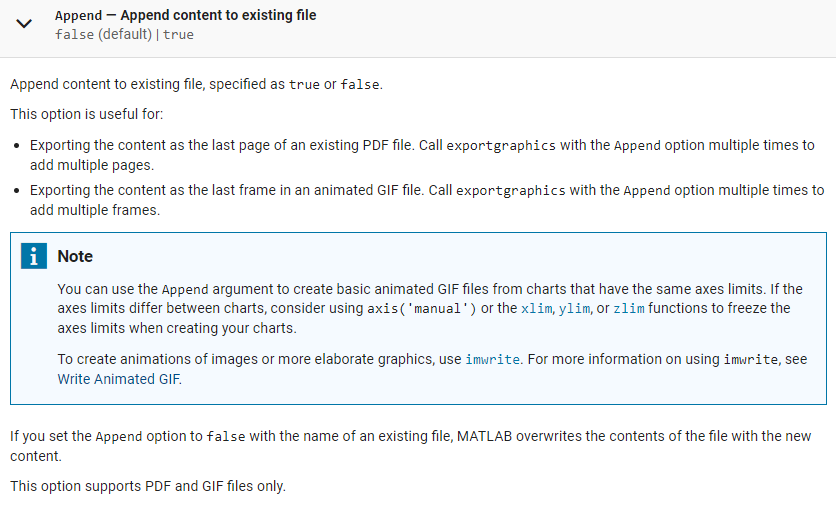 Append — Append content to existing file
false (default) | true
Append content to existing file, specified as true or false.
This option is useful for:
• Exporting the content as the last page of an existing PDF file. Call exportgraphics with the Append option multiple times to
add multiple pages.
• Exporting the content as the last frame in an animated GIF file. Call exportgraphics with the Append option multiple times to
add multiple frames.
i Note
You can use the Append argument to create basic animated GIF files from charts that have the same axes limits. If the
axes limits differ between charts, consider using axis('manual') or the xlim, ylim, or zlim functions to freeze the
axes limits when creating your charts.
To create animations of images or more elaborate graphics, use imwrite. For more information on using imwrite, see
Write Animated GIF.
If you set the Append option to false with the name of an existing file, MATLAB overwrites the contents of the file with the new
content.
This option supports PDF and GIF files only.